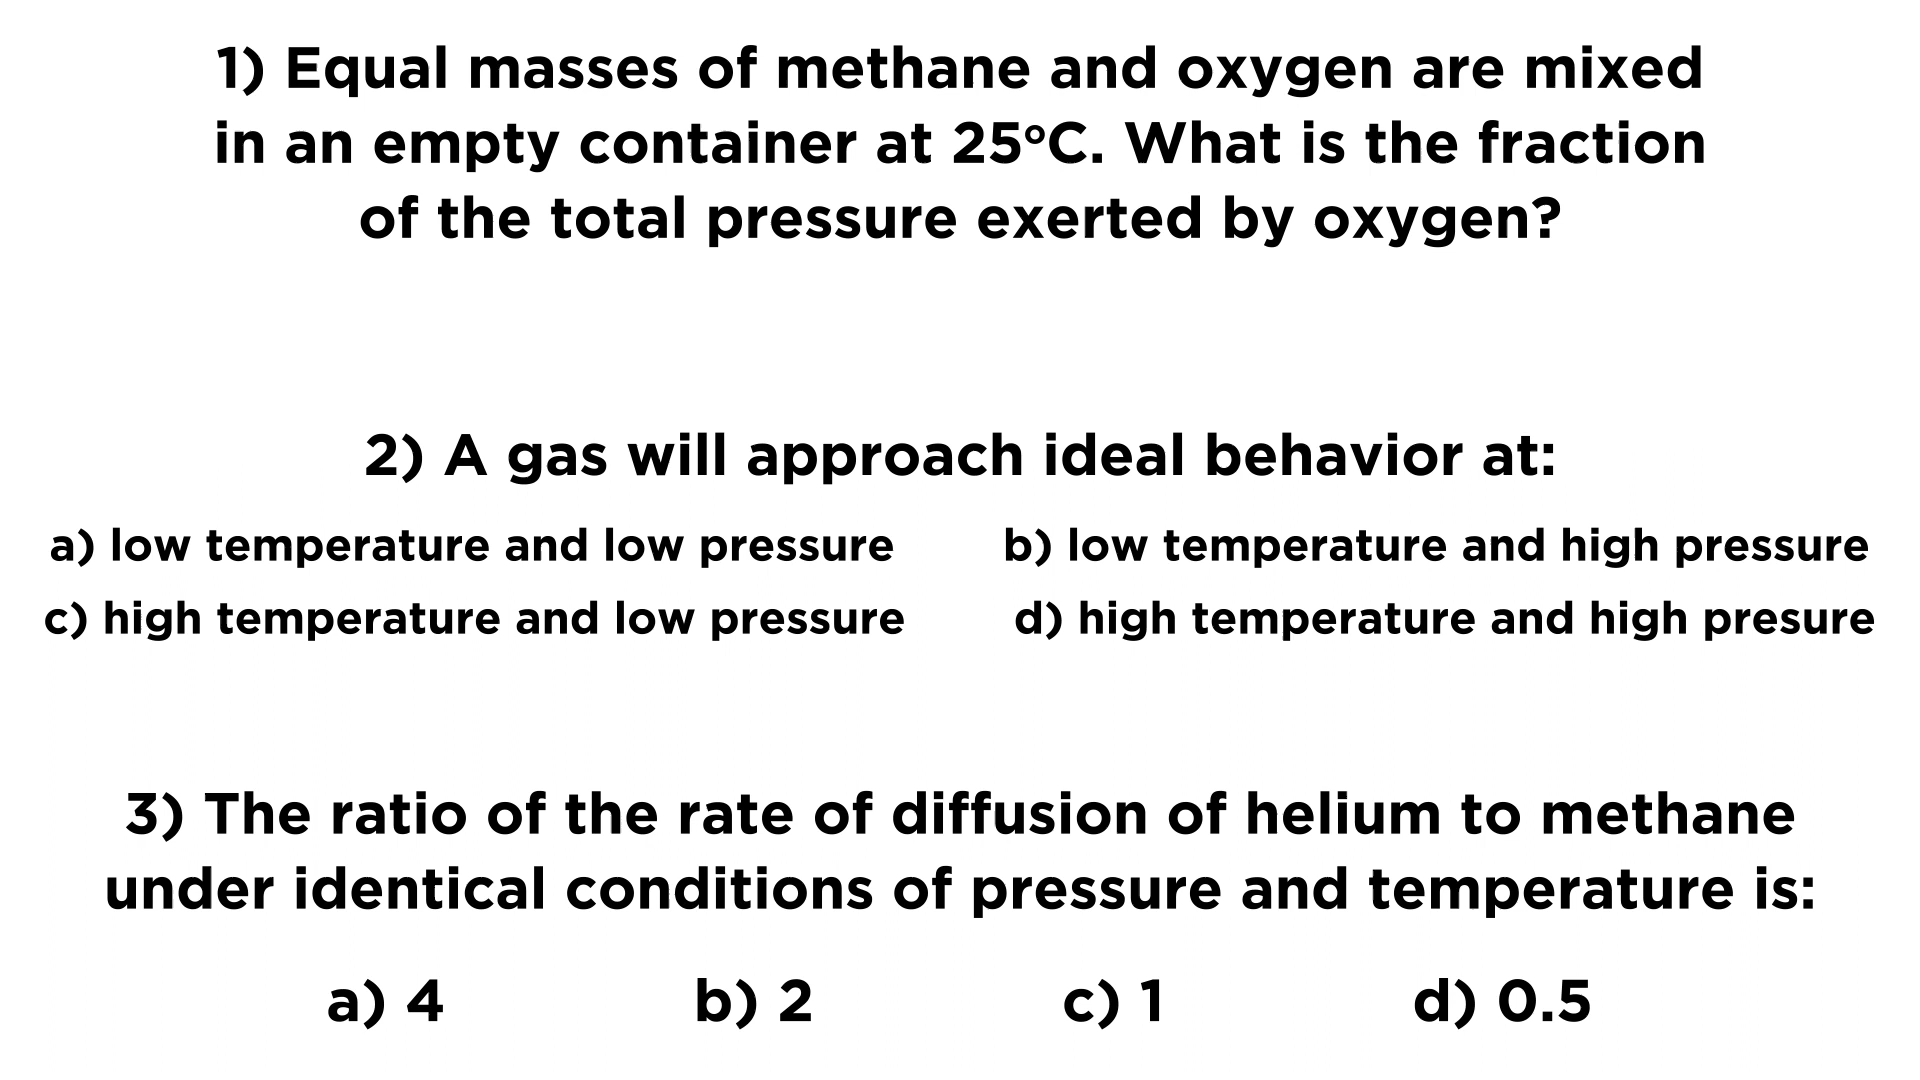 1) Equal masses of methane and oxygen are mixed
in an empty container at 25°C. What is the fraction
of the total pressure exerted by oxygen?
2) A gas will approach ideal behavior at:
a) low temperature and low pressure b) low temperature and high pressure
c) high temperature and low pressure d) high temperature and high presure
3) The ratio of the rate of diffusion of helium to methane
under identical conditions of pressure and temperature is:
a) 4 b) 2 c) 1 d) 0.5